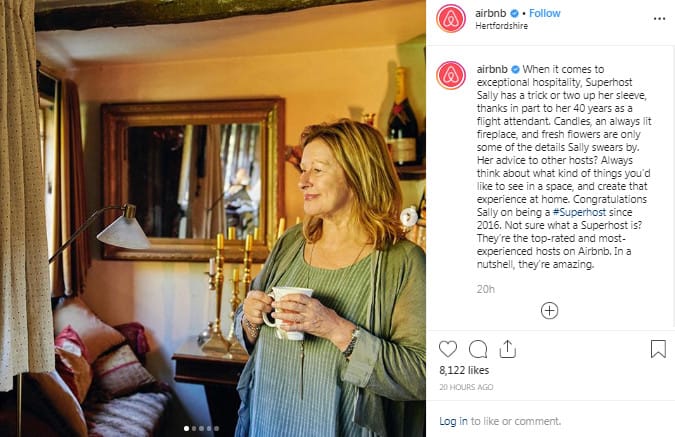 airbnb • Follow
Hertfordshire
airbnb When it comes to
exceptional hospitality, Superhost
Sally has a trick or two up her sleeve,
thanks in part to her 40 years as a
flight attendant. Candles, an always lit
fireplace, and fresh flowers are only
some of the details Sally swears by.
Her advice to other hosts? Always
think about what kind of things you'd
like to see in a space, and create that
experience at home. Congratulations
Sally on being a #Superhost since
2016. Not sure what a Superhost is?
They're the top-rated and most-
experienced hosts on Airbnb. In a
nutshell, they're amazing.
20h
8,122 likes
20 HOURS AGO
Log in to like or comment.